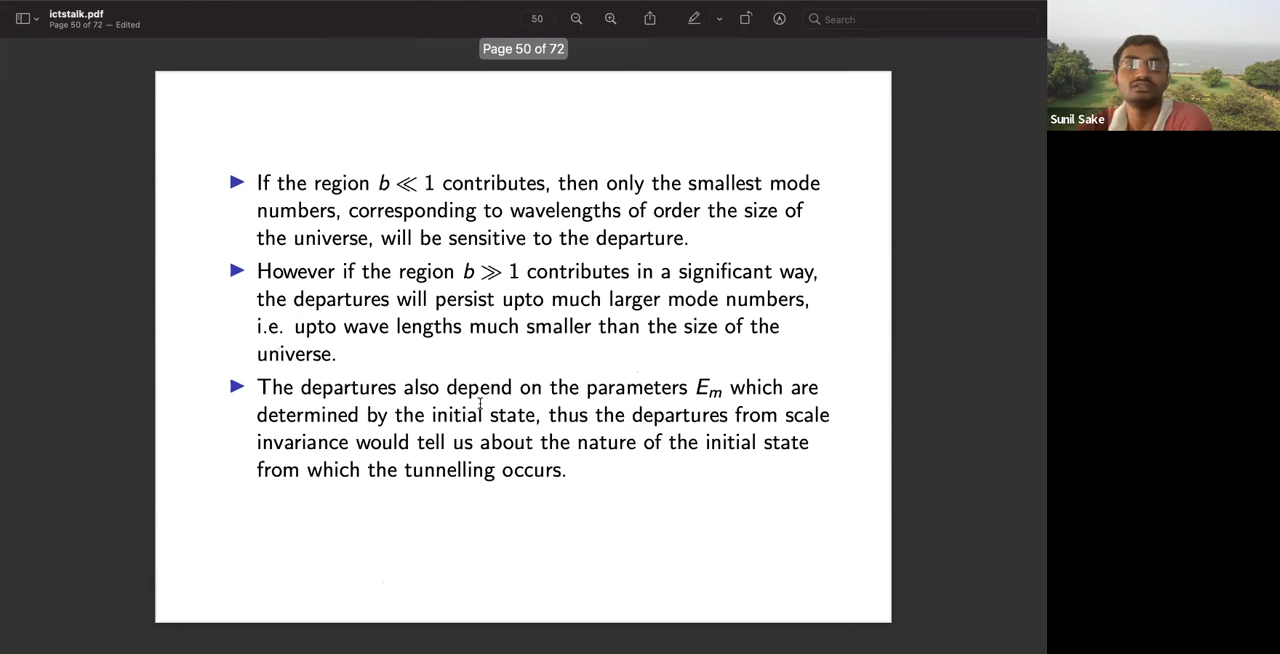 ictstalk.pdf
Page 50 of 72 — Edited
50
Search
Page 50 of 72
Sunil Sake
If the region b ≪ 1 contributes, then only the smallest mode
numbers, corresponding to wavelengths of order the size of
the universe, will be sensitive to the departure.
However if the region b ≫ 1 contributes in a significant way,
the departures will persist upto much larger mode numbers,
i.e. upto wave lengths much smaller than the size of the
universe.
The departures also depend on the parameters E_m which are
determined by the initial state, thus the departures from scale
invariance would tell us about the nature of the initial state
from which the tunnelling occurs.